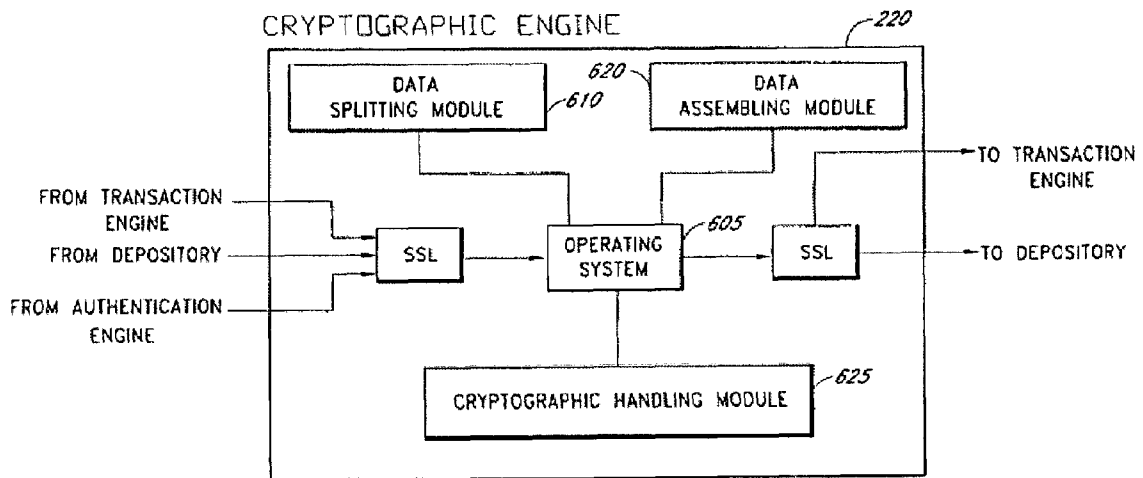 CRYPTOGRAPHIC ENGINE
220
DATA
SPLITTING MODULE
610
620
DATA
ASSEMBLING MODULE
TO TRANSACTION
ENGINE
FROM TRANSACTION
ENGINE
FROM DEPOSITORY
FROM AUTHENTICATION
ENGINE
SSL
OPERATING
SYSTEM
605
SSL
TO DEPOSITORY
CRYPTOGRAPHIC HANDLING MODULE
625